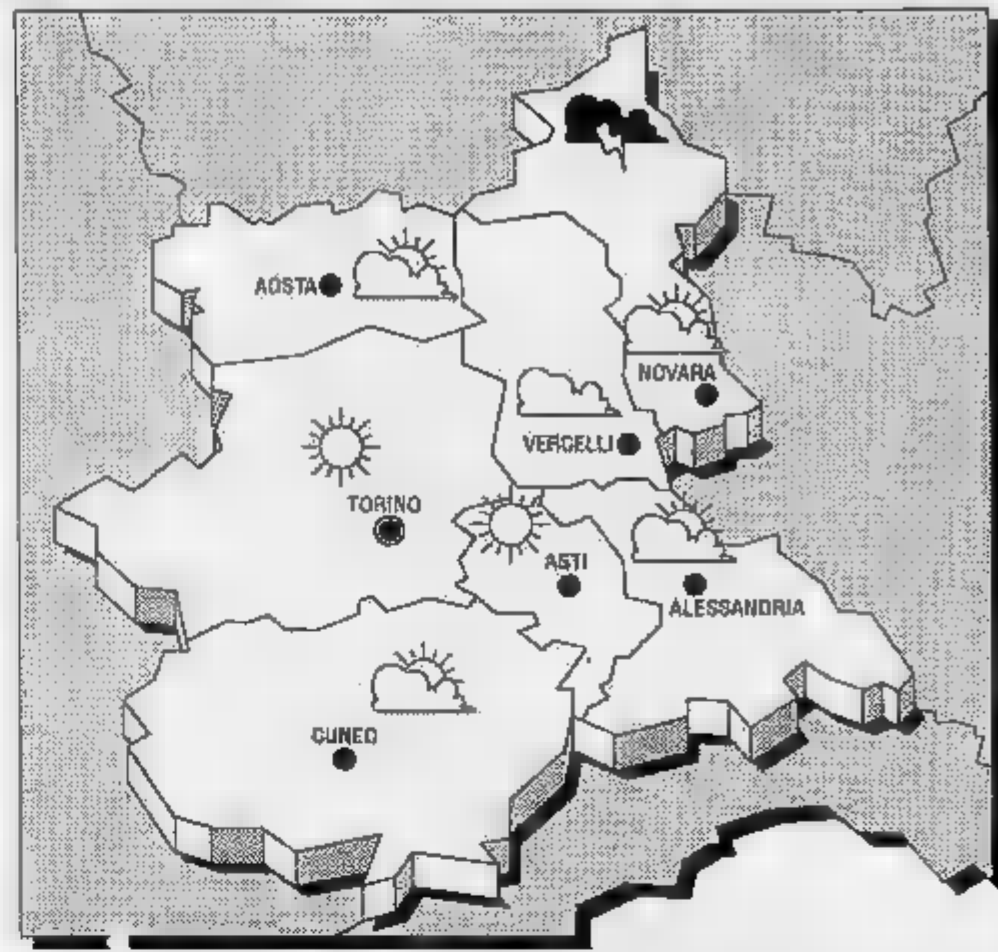 AOSTA
NOVARA
VERCELLI
TORINO
ASTI
ALESSANDRIA
CUNEO